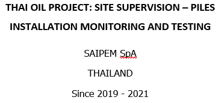 THAI OIL PROJECT: SITE SUPERVISION – PILES
INSTALLATION MONITORING AND TESTING
SAIPEM SpA
THAILAND
Since 2019 - 2021